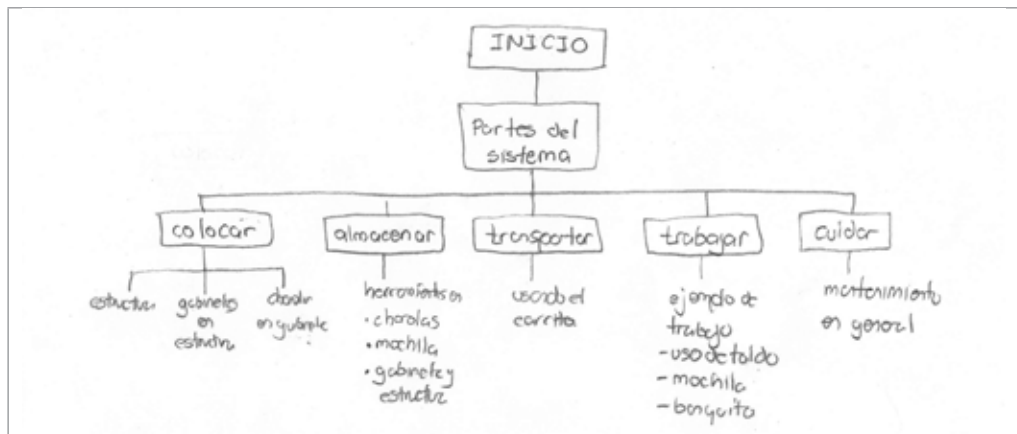 INICIO
Partes del
sistema
colocar
almacenar
transportar
trabajar
cuidar
estructura
gabinetes
en
estructura
en gabinete
herramientas en
• charolas
• mochila
• gabinete y
estructura
usando el
carrito
ejemplo de
trabajo
- uso de toldo
- mochila
- banquito
mantenimiento
en general